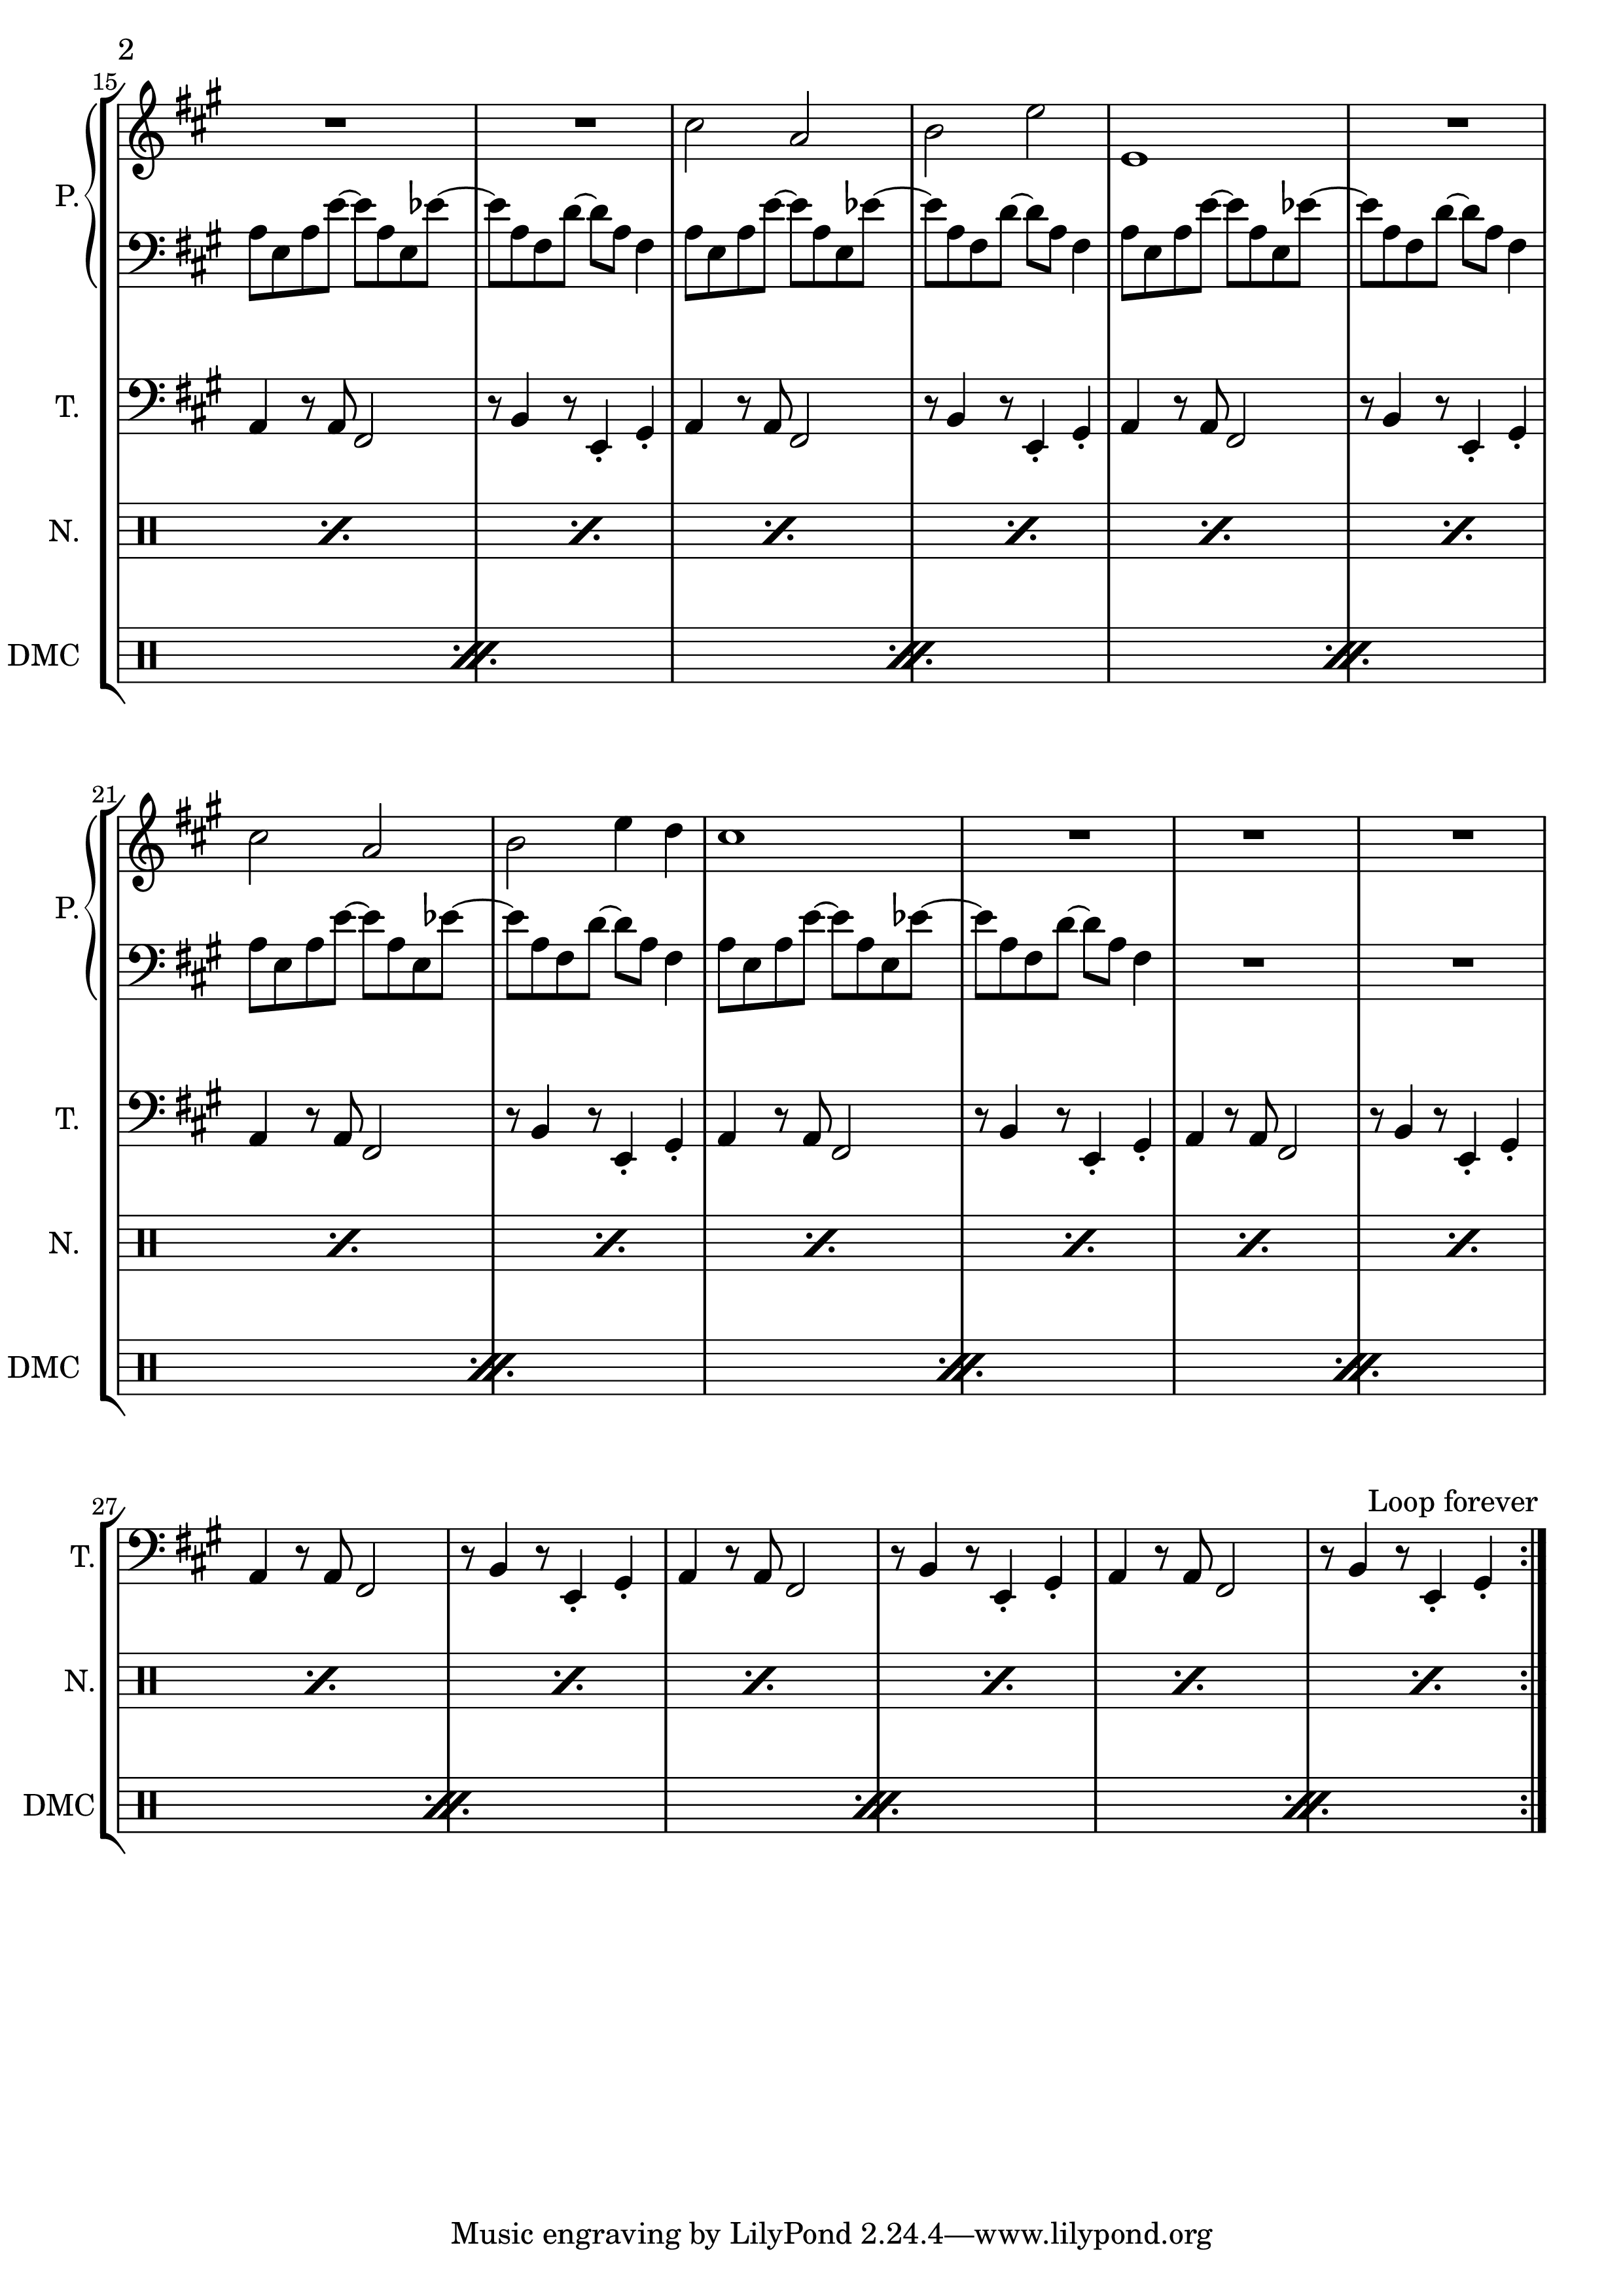 2
15
P.
T.
N.
DMC
21
P.
T.
N.
DMC
Loop forever
27
T.
N.
DMC
Music engraving by LilyPond 2.24.4—www.lilypond.org